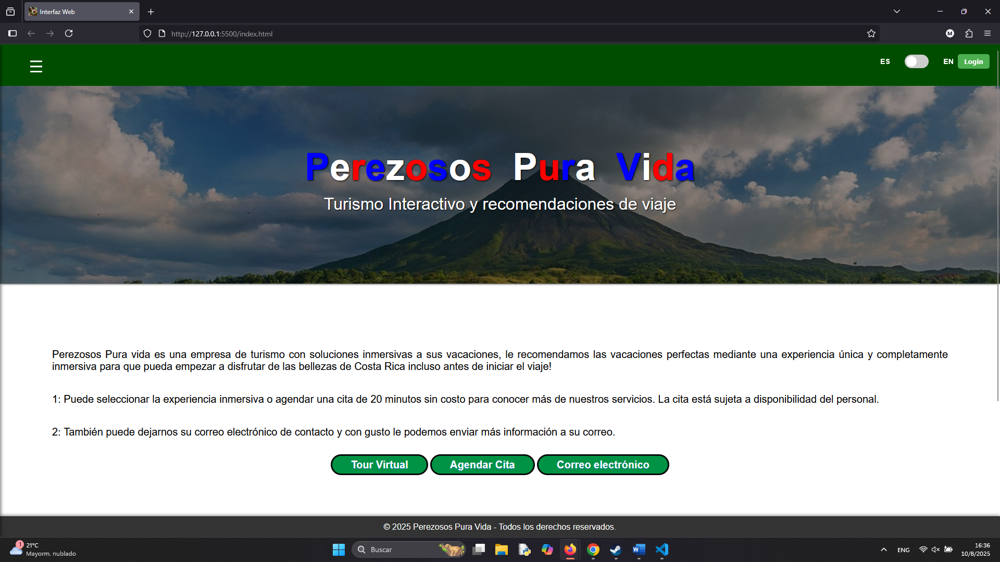 Interfaz Web
http://127.0.0.1:5500/index.html
M
☰
ES
EN
Login
Perezosos Pura Vida
Turismo Interactivo y recomendaciones de viaje
Perezosos Pura vida es una empresa de turismo con soluciones inmersivas a sus vacaciones, le recomendamos las vacaciones perfectas mediante una experiencia única y completamente
inmersiva para que pueda empezar a disfrutar de las bellezas de Costa Rica incluso antes de iniciar el viaje!
1: Puede seleccionar la experiencia inmersiva o agendar una cita de 20 minutos sin costo para conocer más de nuestros servicios. La cita está sujeta a disponibilidad del personal.
2: También puede dejarnos su correo electrónico de contacto y con gusto le podemos enviar más información a su correo.
Tour Virtual
Agendar Cita
Correo electrónico
© 2025 Perezosos Pura Vida - Todos los derechos reservados.
1
21°C
Mayorm. nublado
Buscar
ENG
16:36
10/8/2025